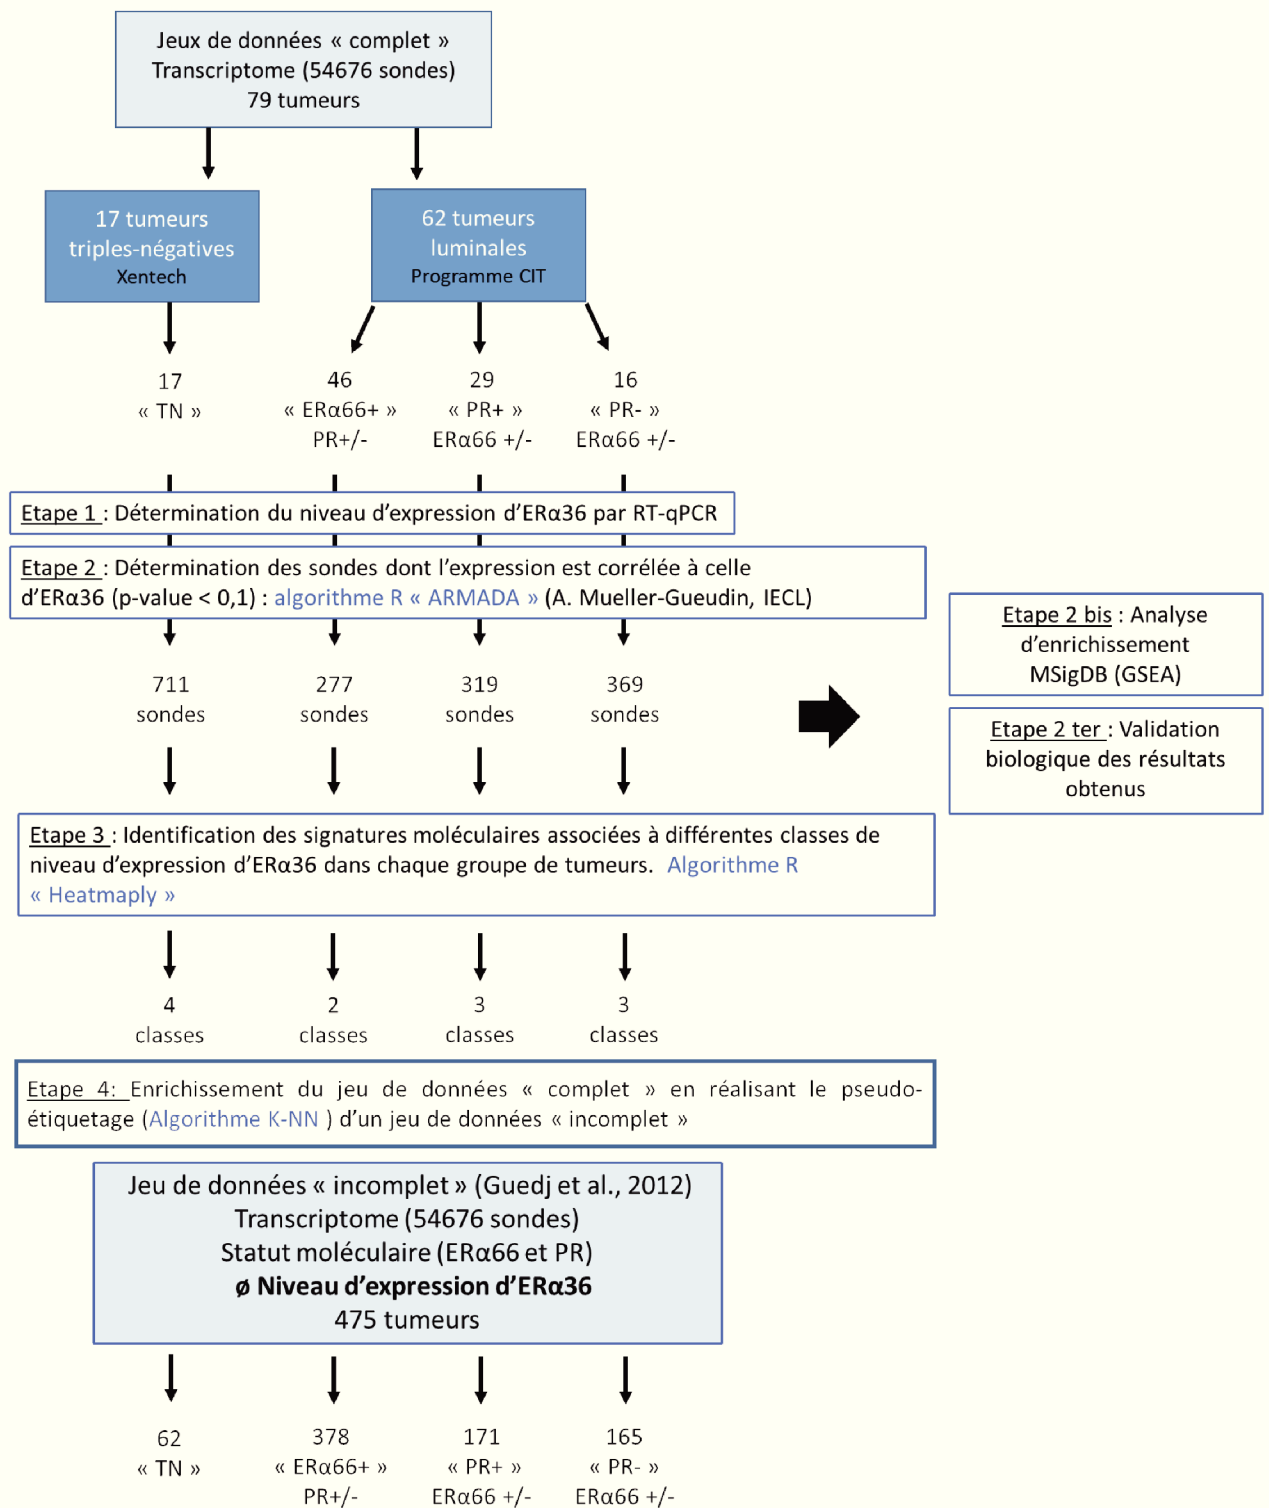 Jeux de données « complet »
Transcriptome (54676 sondes)
79 tumeurs
17 tumeurs
triples-négatives
Xentech
62 tumeurs
luminales
Programme CIT
17
« TN »
46
« ERα66+ »
PR+/-
29
« PR+ »
ERα66 +/-
16
« PR- »
ERα66 +/-
Etape 1 : Détermination du niveau d'expression d'ERα36 par RT-qPCR
Etape 2 : Détermination des sondes dont l'expression est corrélée à celle
d'ERα36 (p-value < 0,1) : algorithme R « ARMADA » (A. Mueller-Gueudin, IECL)
Etape 2 bis : Analyse
d'enrichissement
MSigDB (GSEA)
Etape 2 ter : Validation
biologique des résultats
obtenus
711
sondes
277
sondes
319
sondes
369
sondes
Etape 3 : Identification des signatures moléculaires associées à différentes classes de
niveau d'expression d'ERα36 dans chaque groupe de tumeurs. Algorithme R
« Heatmaply »
4
classes
2
classes
3
classes
3
classes
Etape 4: Enrichissement du jeu de données « complet » en réalisant le pseudo-
étiquetage (Algorithme K-NN ) d'un jeu de données « incomplet »
Jeu de données « incomplet » (Guedj et al., 2012)
Transcriptome (54676 sondes)
Statut moléculaire (ERα66 et PR)
ø Niveau d'expression d'ERα36
475 tumeurs
62
« TN »
378
« ERα66+ »
PR+/-
171
« PR+ »
ERα66 +/-
165
« PR- »
ERα66 +/-